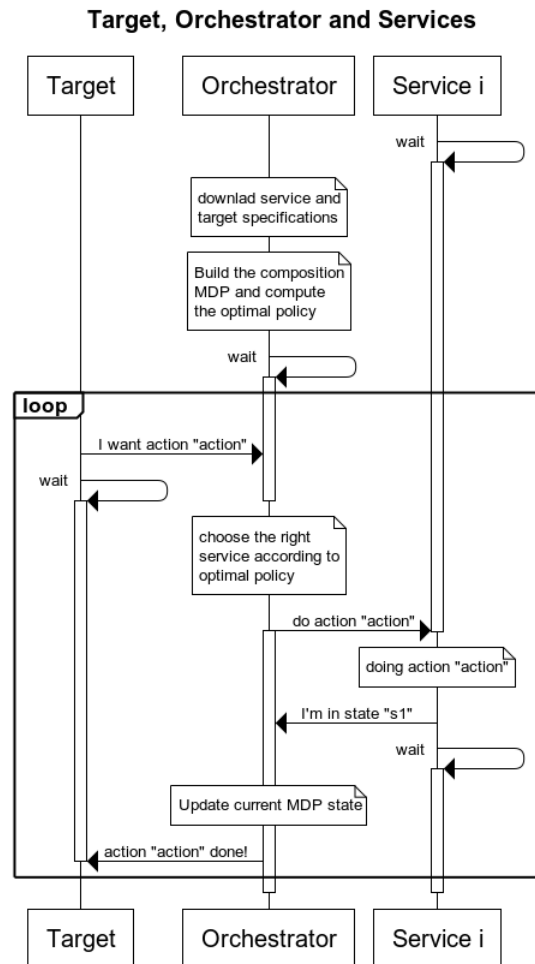 Target, Orchestrator and Services
Target
Orchestrator
Service i
wait
downlad service and
target specifications
Build the composition
MDP and compute
the optimal policy
wait
loop
I want action "action"
wait
choose the right
service according to
optimal policy
do action "action"
doing action "action"
I'm in state "s1"
wait
Update current MDP state
action "action" done!
Target
Orchestrator
Service i